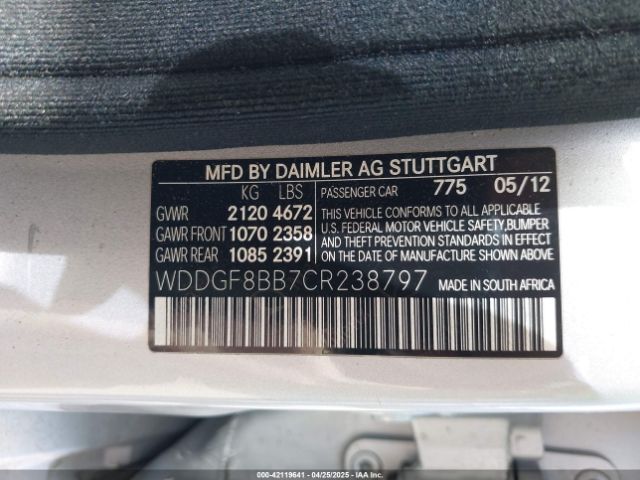 MFD BY DAIMLER AG STUTTGART
KG LBS PASSENGER CAR 775 05/12
GVWR 2120 4672
GAWR FRONT 1070 2358
GAWR REAR 1085 2391
THIS VEHICLE CONFORMS TO ALL APPLICABLE
U.S. FEDERAL MOTOR VEHICLE SAFETY,BUMPER
AND THEFT PREVENTION STANDARDS IN EFFECT
ON THE DATE OF MANUFACTURE SHOWN ABOVE.
WDDGF8BB7CR238797 MADE IN SOUTH AFRICA
000-42119641 - 04/25/2025 - © IAA Inc.